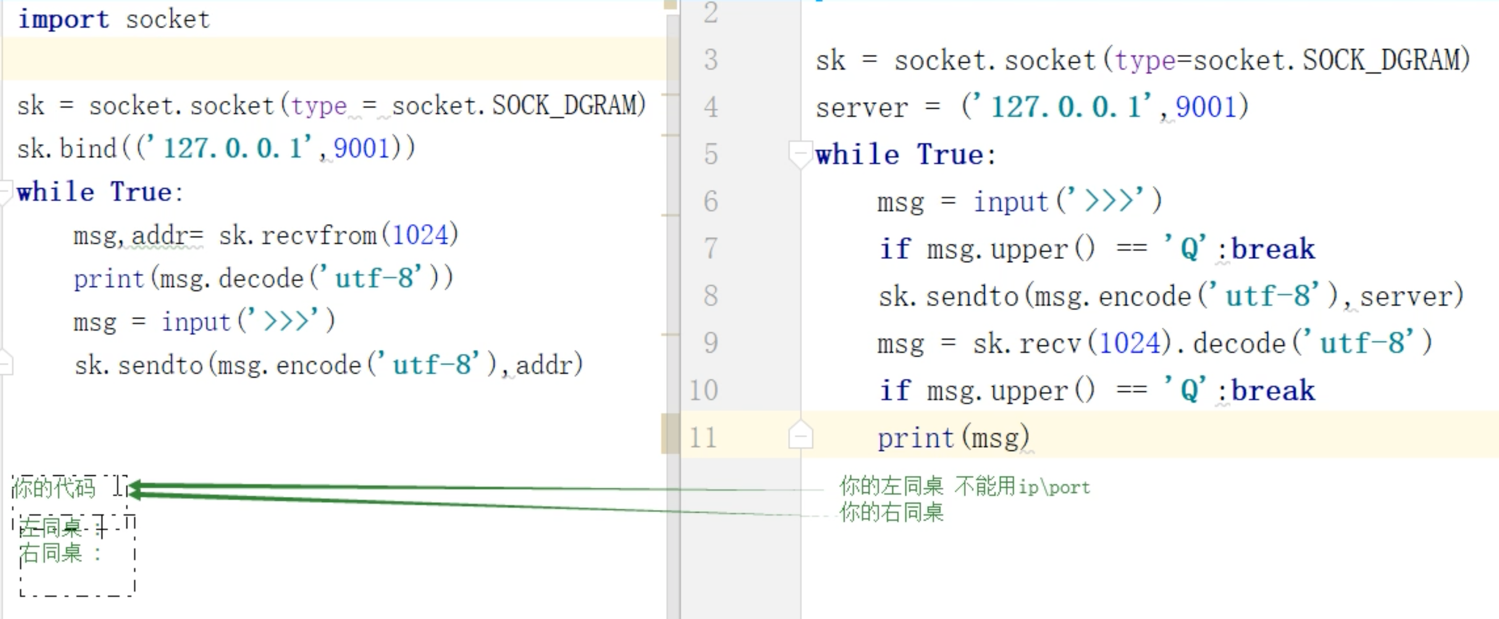 import socket
sk = socket.socket(type = socket.SOCK_DGRAM)
sk.bind(('127.0.0.1',9001))
while True:
    msg,addr= sk.recvfrom(1024)
    print(msg.decode('utf-8'))
    msg = input('>>>')
    sk.sendto(msg.encode('utf-8'),addr)
你的代码
左同桌 :
右同桌 :
2
3 sk = socket.socket(type=socket.SOCK_DGRAM)
4 server = ('127.0.0.1',9001)
5 while True:
6     msg = input('>>>')
7     if msg.upper() == 'Q':break
8     sk.sendto(msg.encode('utf-8'),server)
9     msg = sk.recv(1024).decode('utf-8')
10     if msg.upper() == 'Q':break
11     print(msg)
你的左同桌 不能用ip\port
你的右同桌